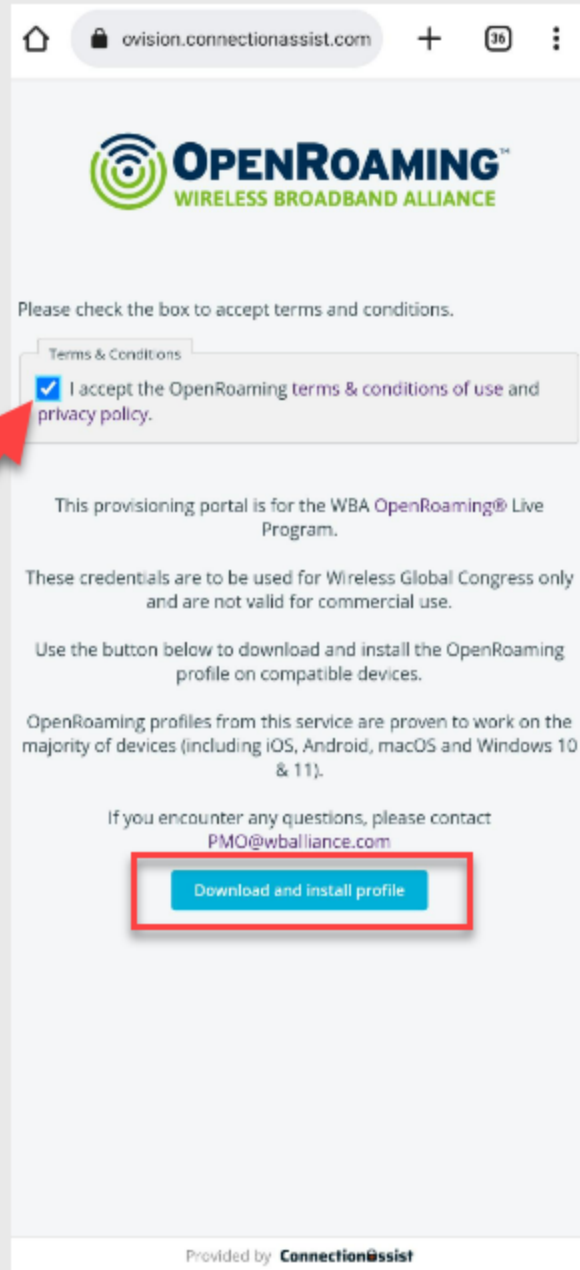 ovision.connectionassist.com
36
OPENROAMING™
WIRELESS BROADBAND ALLIANCE
Please check the box to accept terms and conditions.
Terms & Conditions
I accept the OpenRoaming terms & conditions of use and
privacy policy.
This provisioning portal is for the WBA OpenRoaming® Live
Program.
These credentials are to be used for Wireless Global Congress only
and are not valid for commercial use.
Use the button below to download and install the OpenRoaming
profile on compatible devices.
OpenRoaming profiles from this service are proven to work on the
majority of devices (including iOS, Android, macOS and Windows 10
& 11).
If you encounter any questions, please contact
PMO@wballiance.com
Download and install profile
Provided by ConnectionAssist